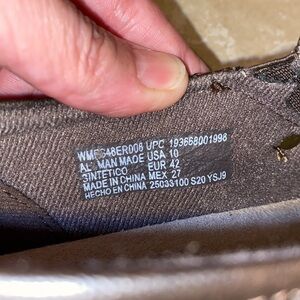 UPC 193668001998
ALL MAN MADE USA 10
SINTETICO EUR 42
MADE IN CHINA MEX 27
HECHO EN CHINA 25033100 S20 YSJ9